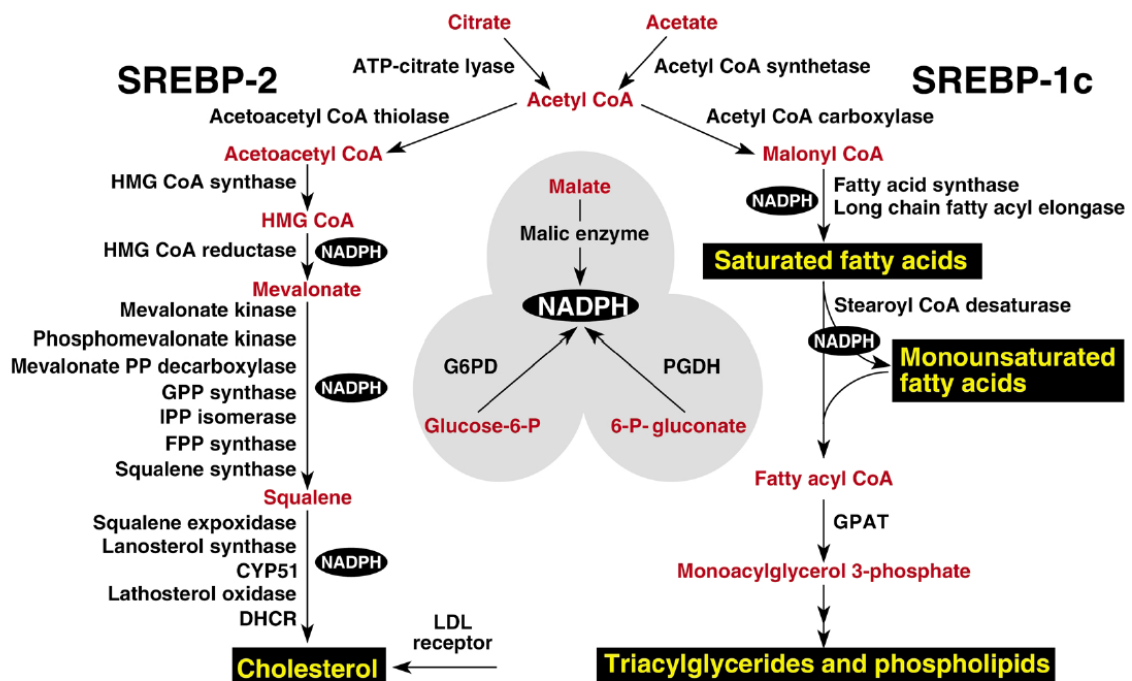 Citrate
Acetate
SREBP-2
ATP-citrate lyase
Acetyl CoA synthetase
SREBP-1c
Acetyl CoA
Acetoacetyl CoA thiolase
Acetyl CoA carboxylase
Acetoacetyl CoA
HMG CoA synthase
HMG CoA
HMG CoA reductase
NADPH
Mevalonate
Mevalonate kinase
Phosphomevalonate kinase
Mevalonate PP decarboxylase
GPP synthase
NADPH
IPP isomerase
FPP synthase
Squalene synthase
Squalene
Squalene expoxidase
Lanosterol synthase
NADPH
CYP51
Lathosterol oxidase
DHCR
Cholesterol
LDL
receptor
Malate
Malic enzyme
NADPH
G6PD
PGDH
Glucose-6-P
6-P-gluconate
Malonyl CoA
NADPH
Fatty acid synthase
Long chain fatty acyl elongase
Saturated fatty acids
Stearoyl CoA desaturase
NADPH
Monounsaturated
fatty acids
Fatty acyl CoA
GPAT
Monoacylglycerol 3-phosphate
Triacylglycerides and phospholipids